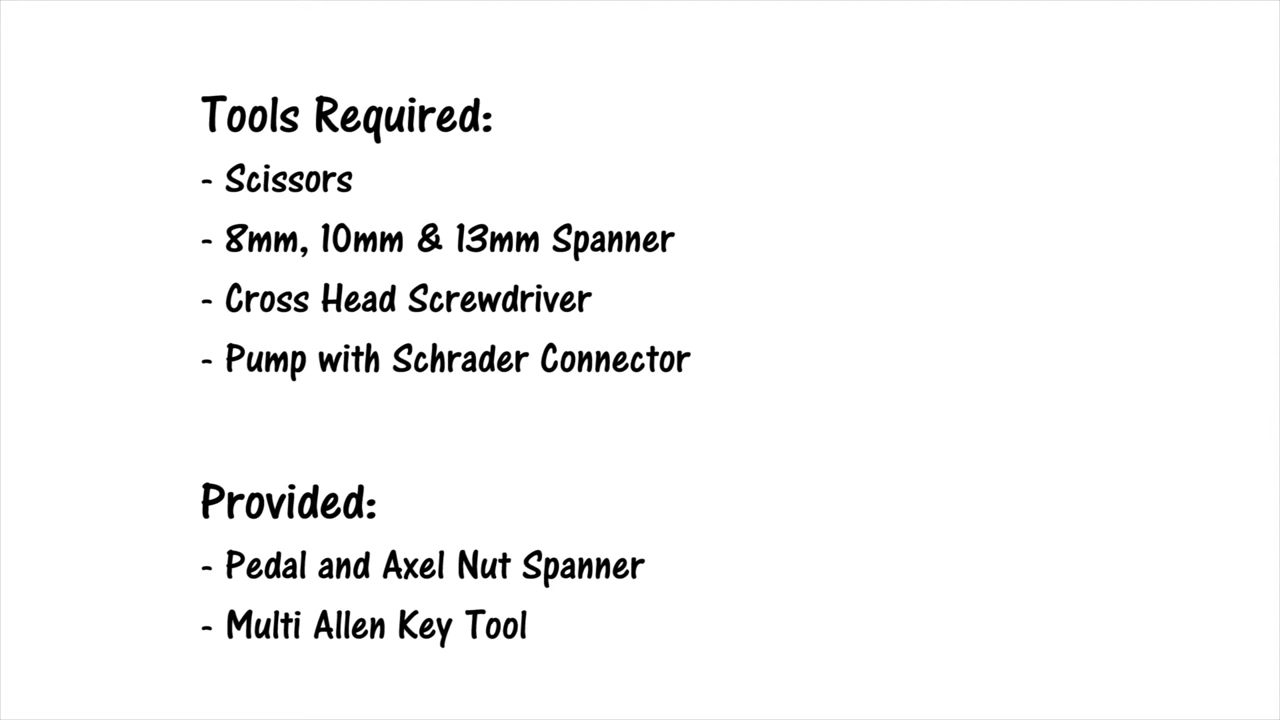 Tools Required:
- Scissors
- 8mm, 10mm & 13mm Spanner
- Cross Head Screwdriver
- Pump with Schrader Connector
Provided:
- Pedal and Axel Nut Spanner
- Multi Allen Key Tool